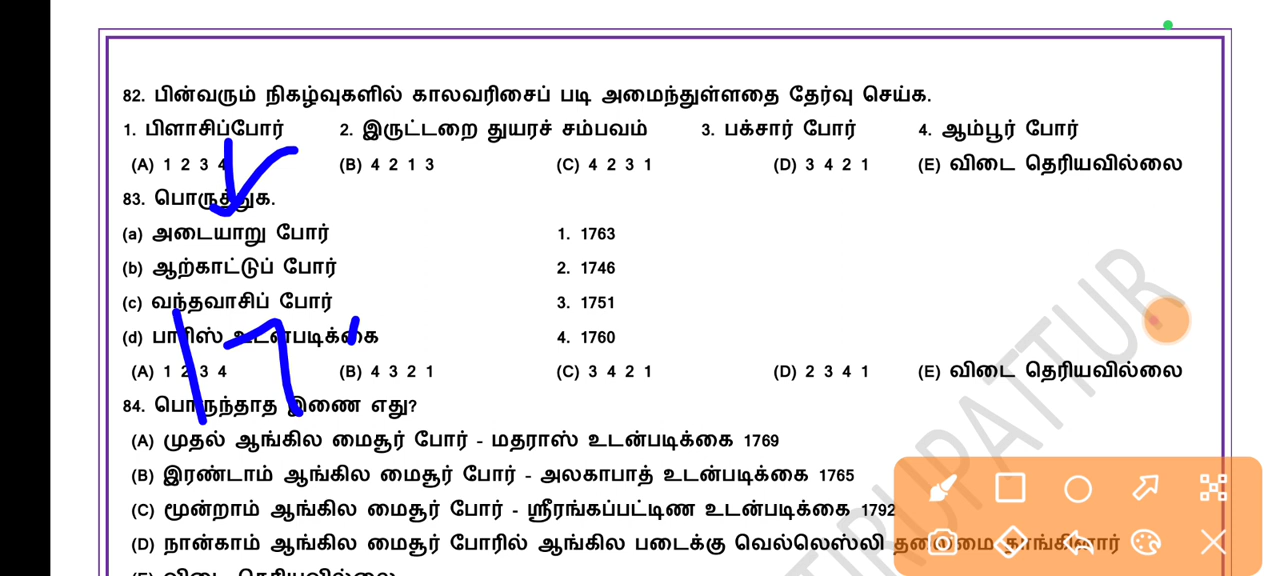 82. பின்வரும் நிகழ்வுகளில் காலவரிசைப் படி அமைந்துள்ளதை தேர்வு செய்க.
1. பிளாசிப்போர் 2. இருட்டறை துயரச் சம்பவம் 3. பக்சார் போர் 4. ஆம்பூர் போர்
(A) 1 2 3 4 (B) 4 2 1 3 (C) 4 2 3 1 (D) 3 4 2 1 (E) விடை தெரியவில்லை
83. பொருத்துக.
(a) அடையாறு போர் 1. 1763
(b) ஆற்காட்டுப் போர் 2. 1746
(c) வந்தவாசிப் போர் 3. 1751
(d) பாரிஸ் உடன்படிக்கை 4. 1760
(A) 1 2 3 4 (B) 4 3 2 1 (C) 3 4 2 1 (D) 2 3 4 1 (E) விடை தெரியவில்லை
84. பொருந்தாத இணை எது?
(A) முதல் ஆங்கில மைசூர் போர் - மதராஸ் உடன்படிக்கை 1769
(B) இரண்டாம் ஆங்கில மைசூர் போர் - அலகாபாத் உடன்படிக்கை 1765
(C) மூன்றாம் ஆங்கில மைசூர் போர் - ஸ்ரீரங்கப்பட்டிண உடன்படிக்கை 1792
(D) நான்காம் ஆங்கில மைசூர் போரில் ஆங்கில படைக்கு வெல்லெஸ்லி தலைமை தாங்கினார்
(E) விடை தெரியவில்லை